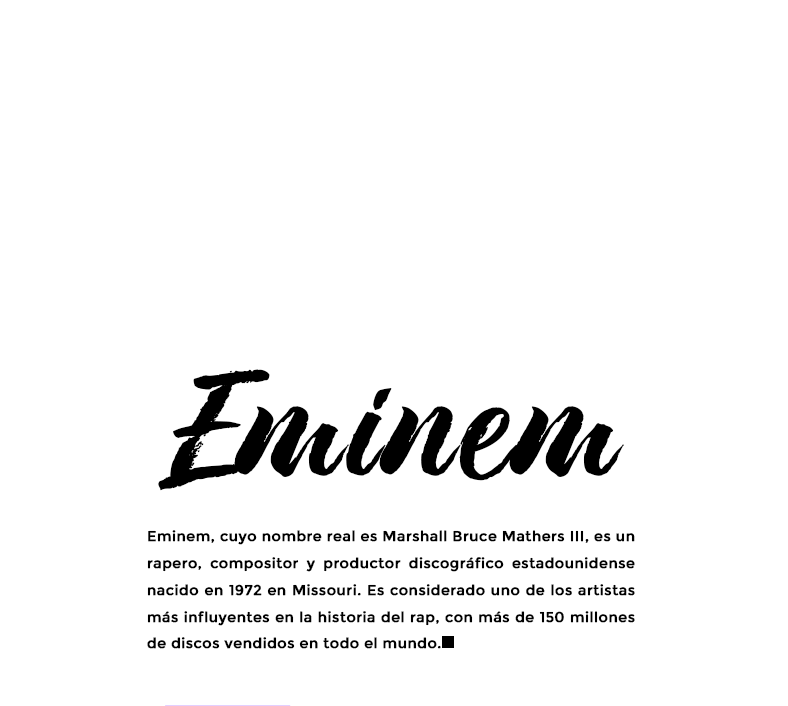 Eminem
Eminem, cuyo nombre real es Marshall Bruce Mathers III, es un
rapero, compositor y productor discográfico estadounidense
nacido en 1972 en Missouri. Es considerado uno de los artistas
más influyentes en la historia del rap, con más de 150 millones
de discos vendidos en todo el mundo.■